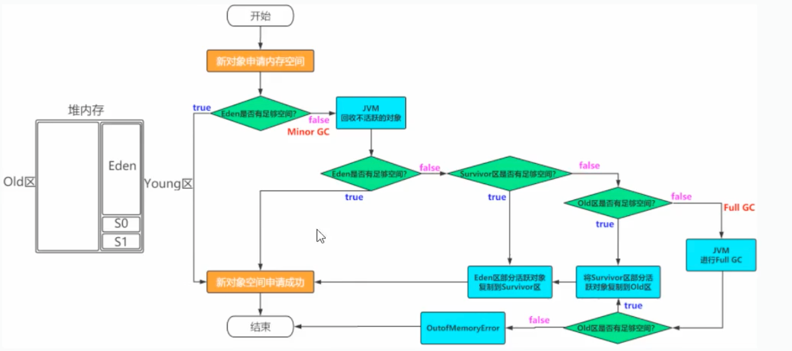 开始
新对象申请内存空间
堆内存
true
Eden是否有足够空间?
false
Minor GC
JVM
回收不活跃的对象
Old区
Eden
S0
S1
Young区
Eden是否有足够空间?
false
true
Survivor区是否有足够空间?
false
true
Old区是否有足够空间?
false
true
Full GC
JVM
进行Full GC
新对象空间申请成功
Eden区部分活跃对象
复制到Survivor区
将Survivor区部分活
跃对象复制到Old区
true
结束
OutofMemoryError
false
Old区是否有足够空间?